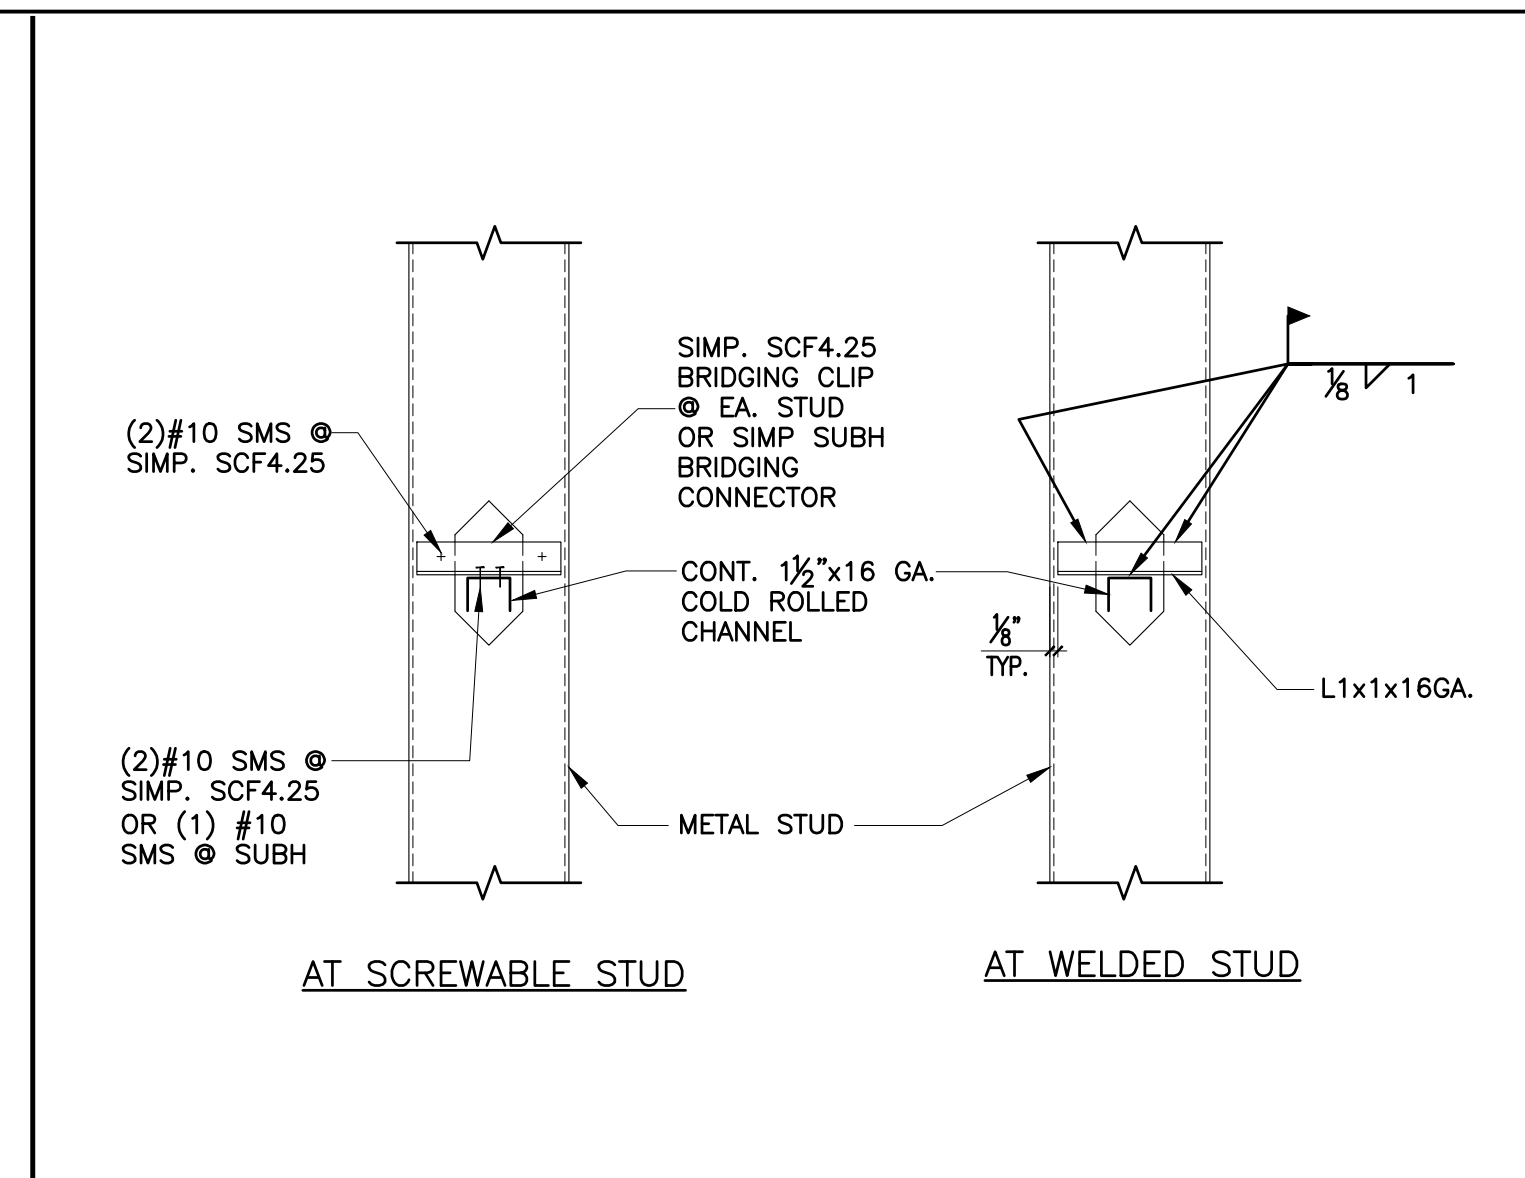 SIMP. SCF4.25
BRIDGING CLIP
@ EA. STUD
OR SIMP SUBH
BRIDGING
CONNECTOR
(2)#10 SMS @
SIMP. SCF4.25
1/8
1
CONT. 1½"x16 GA.
COLD ROLLED
CHANNEL
1/8"
TYP.
L1x1x16GA.
(2)#10 SMS @
SIMP. SCF4.25
OR (1) #10
SMS @ SUBH
METAL STUD
AT SCREWABLE STUD
AT WELDED STUD